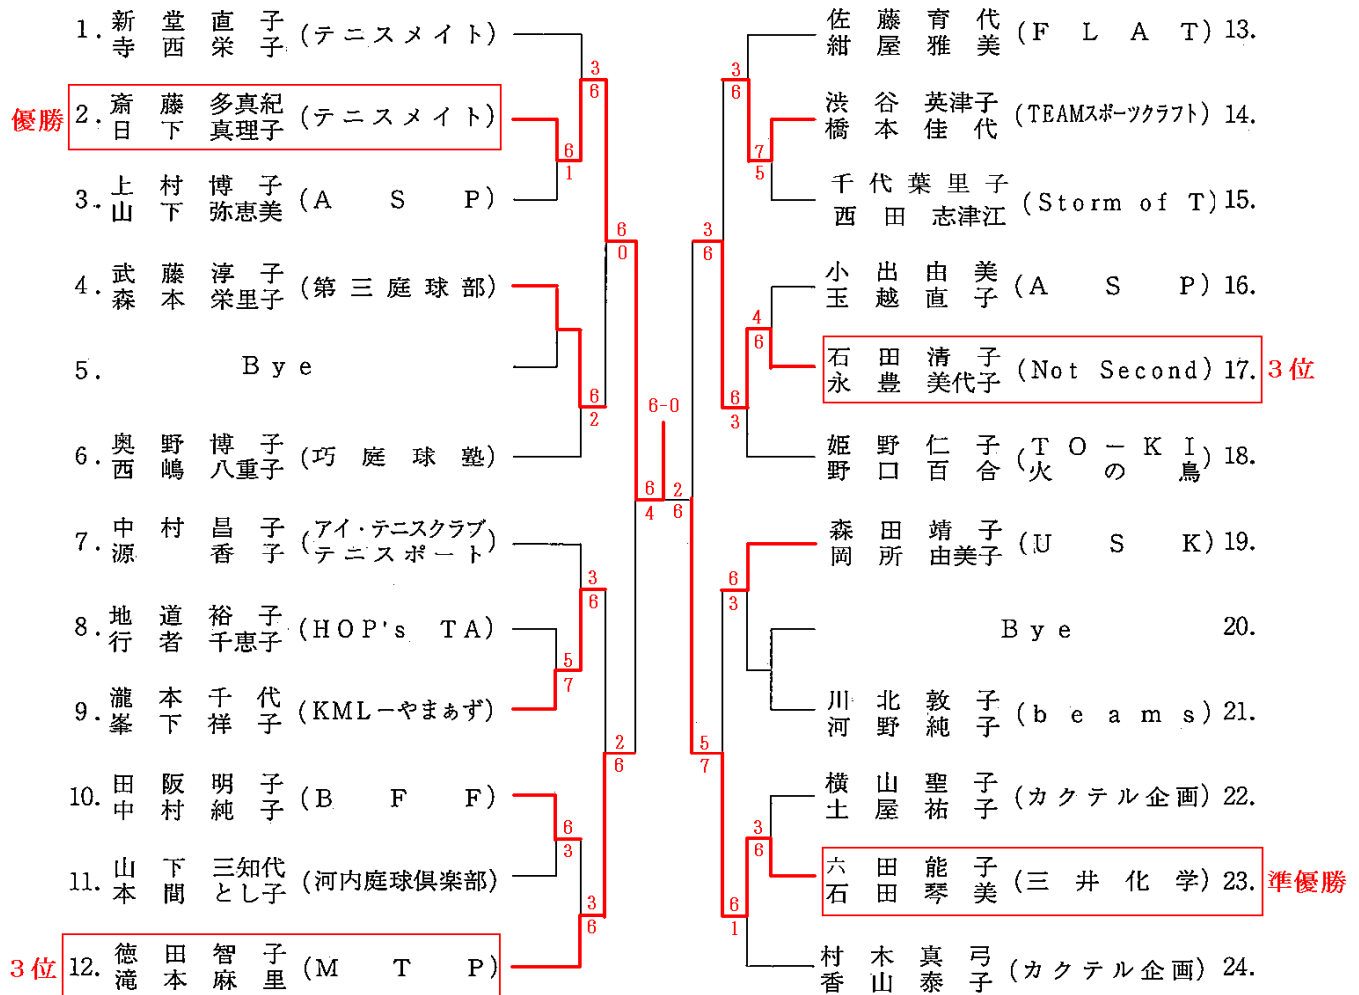 1. 新堂直子 (テニスメイト)
寺西栄子
優勝 2. 斎藤多真紀 (テニスメイト)
日下真理子
3. 上村博子 (ASP)
山下弥恵美
4. 武藤淳子 (第三庭球部)
森本栄里子
5. Bye
6. 奥野博子 (巧庭球塾)
西嶋八重子
7. 中村昌子 (アイ・テニスクラブ
源香子 テニスポート)
8. 地道裕子 (HOP's TA)
行者千恵子
9. 瀧本千代 (KMLーやまぁず)
峯下祥子
10. 田阪明子 (BFF)
中村純子
11. 山下三知代 (河内庭球倶楽部)
本間とし子
3位 12. 徳田智子 (MTP)
滝本麻里
3
6
6
1
6
0
6
2
3
6
5
7
2
6
6
3
3
6
6-0
6 2
4 6
3
6
7
5
3
6
4
6
6
3
6
3
5
7
3
6
6
1
佐藤育代 (FLAT) 13.
紺屋雅美
渋谷英津子 (TEAMスポーツクラフト) 14.
橋本佳代
千代葉里子 (Storm of T) 15.
西田志津江
小出由美 (ASP) 16.
玉越直子
石田清子 (Not Second) 17. 3位
永豊美代子
姫野仁子 (TO－KI 18.
野口百合 火の鳥)
森田靖子 (USK) 19.
岡所由美子
Bye 20.
川北敦子 (beams) 21.
河野純子
横山聖子 (カクテル企画) 22.
土屋祐子
六田能子 (三井化学) 23. 準優勝
石田琴美
村木真弓 (カクテル企画) 24.
香山泰子